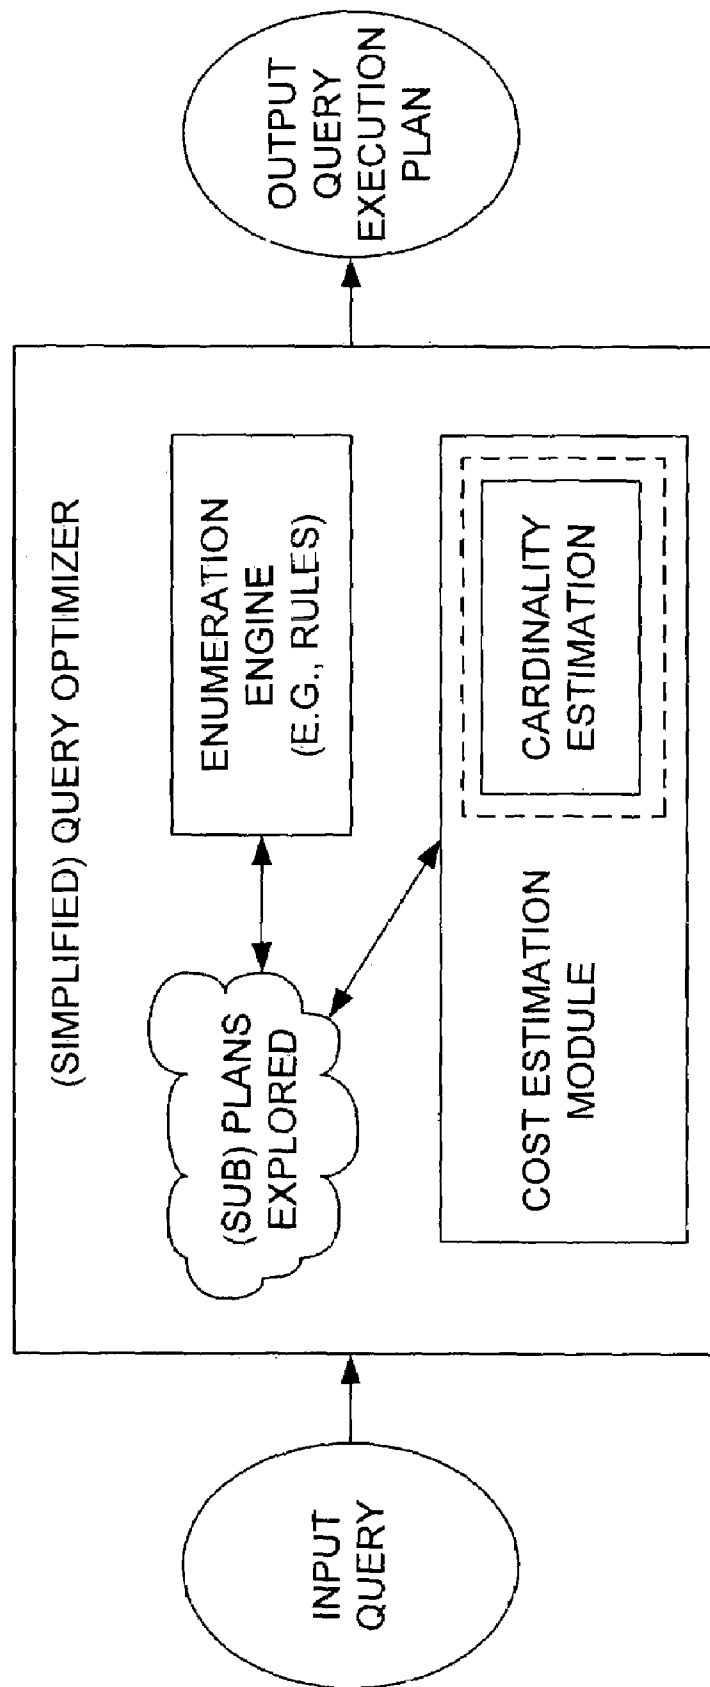 (SIMPLIFIED) QUERY OPTIMIZER
INPUT
QUERY
(SUB) PLANS
EXPLORED
ENUMERATION
ENGINE
(E.G., RULES)
COST ESTIMATION
MODULE
CARDINALITY
ESTIMATION
OUTPUT
QUERY
EXECUTION
PLAN